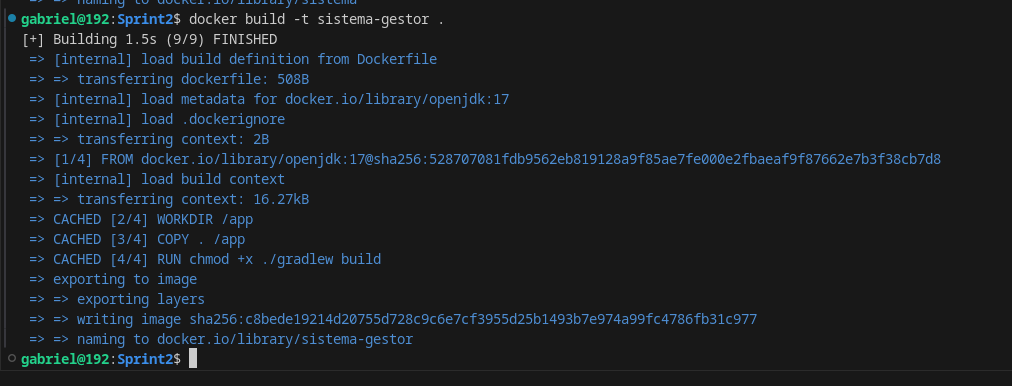 => => naming to docker.io/library/sistema
gabriel@192:Sprint2$ docker build -t sistema-gestor .
[+] Building 1.5s (9/9) FINISHED
=> [internal] load build definition from Dockerfile
=> => transferring dockerfile: 508B
=> [internal] load metadata for docker.io/library/openjdk:17
=> [internal] load .dockerignore
=> => transferring context: 2B
=> [1/4] FROM docker.io/library/openjdk:17@sha256:528707081fdb9562eb819128a9f85ae7fe000e2fbaeaf9f87662e7b3f38cb7d8
=> [internal] load build context
=> => transferring context: 16.27kB
=> CACHED [2/4] WORKDIR /app
=> CACHED [3/4] COPY . /app
=> CACHED [4/4] RUN chmod +x ./gradlew build
=> exporting to image
=> => exporting layers
=> => writing image sha256:c8bede19214d20755d728c9c6e7cf3955d25b1493b7e974a99fc4786fb31c977
=> => naming to docker.io/library/sistema-gestor
gabriel@192:Sprint2$